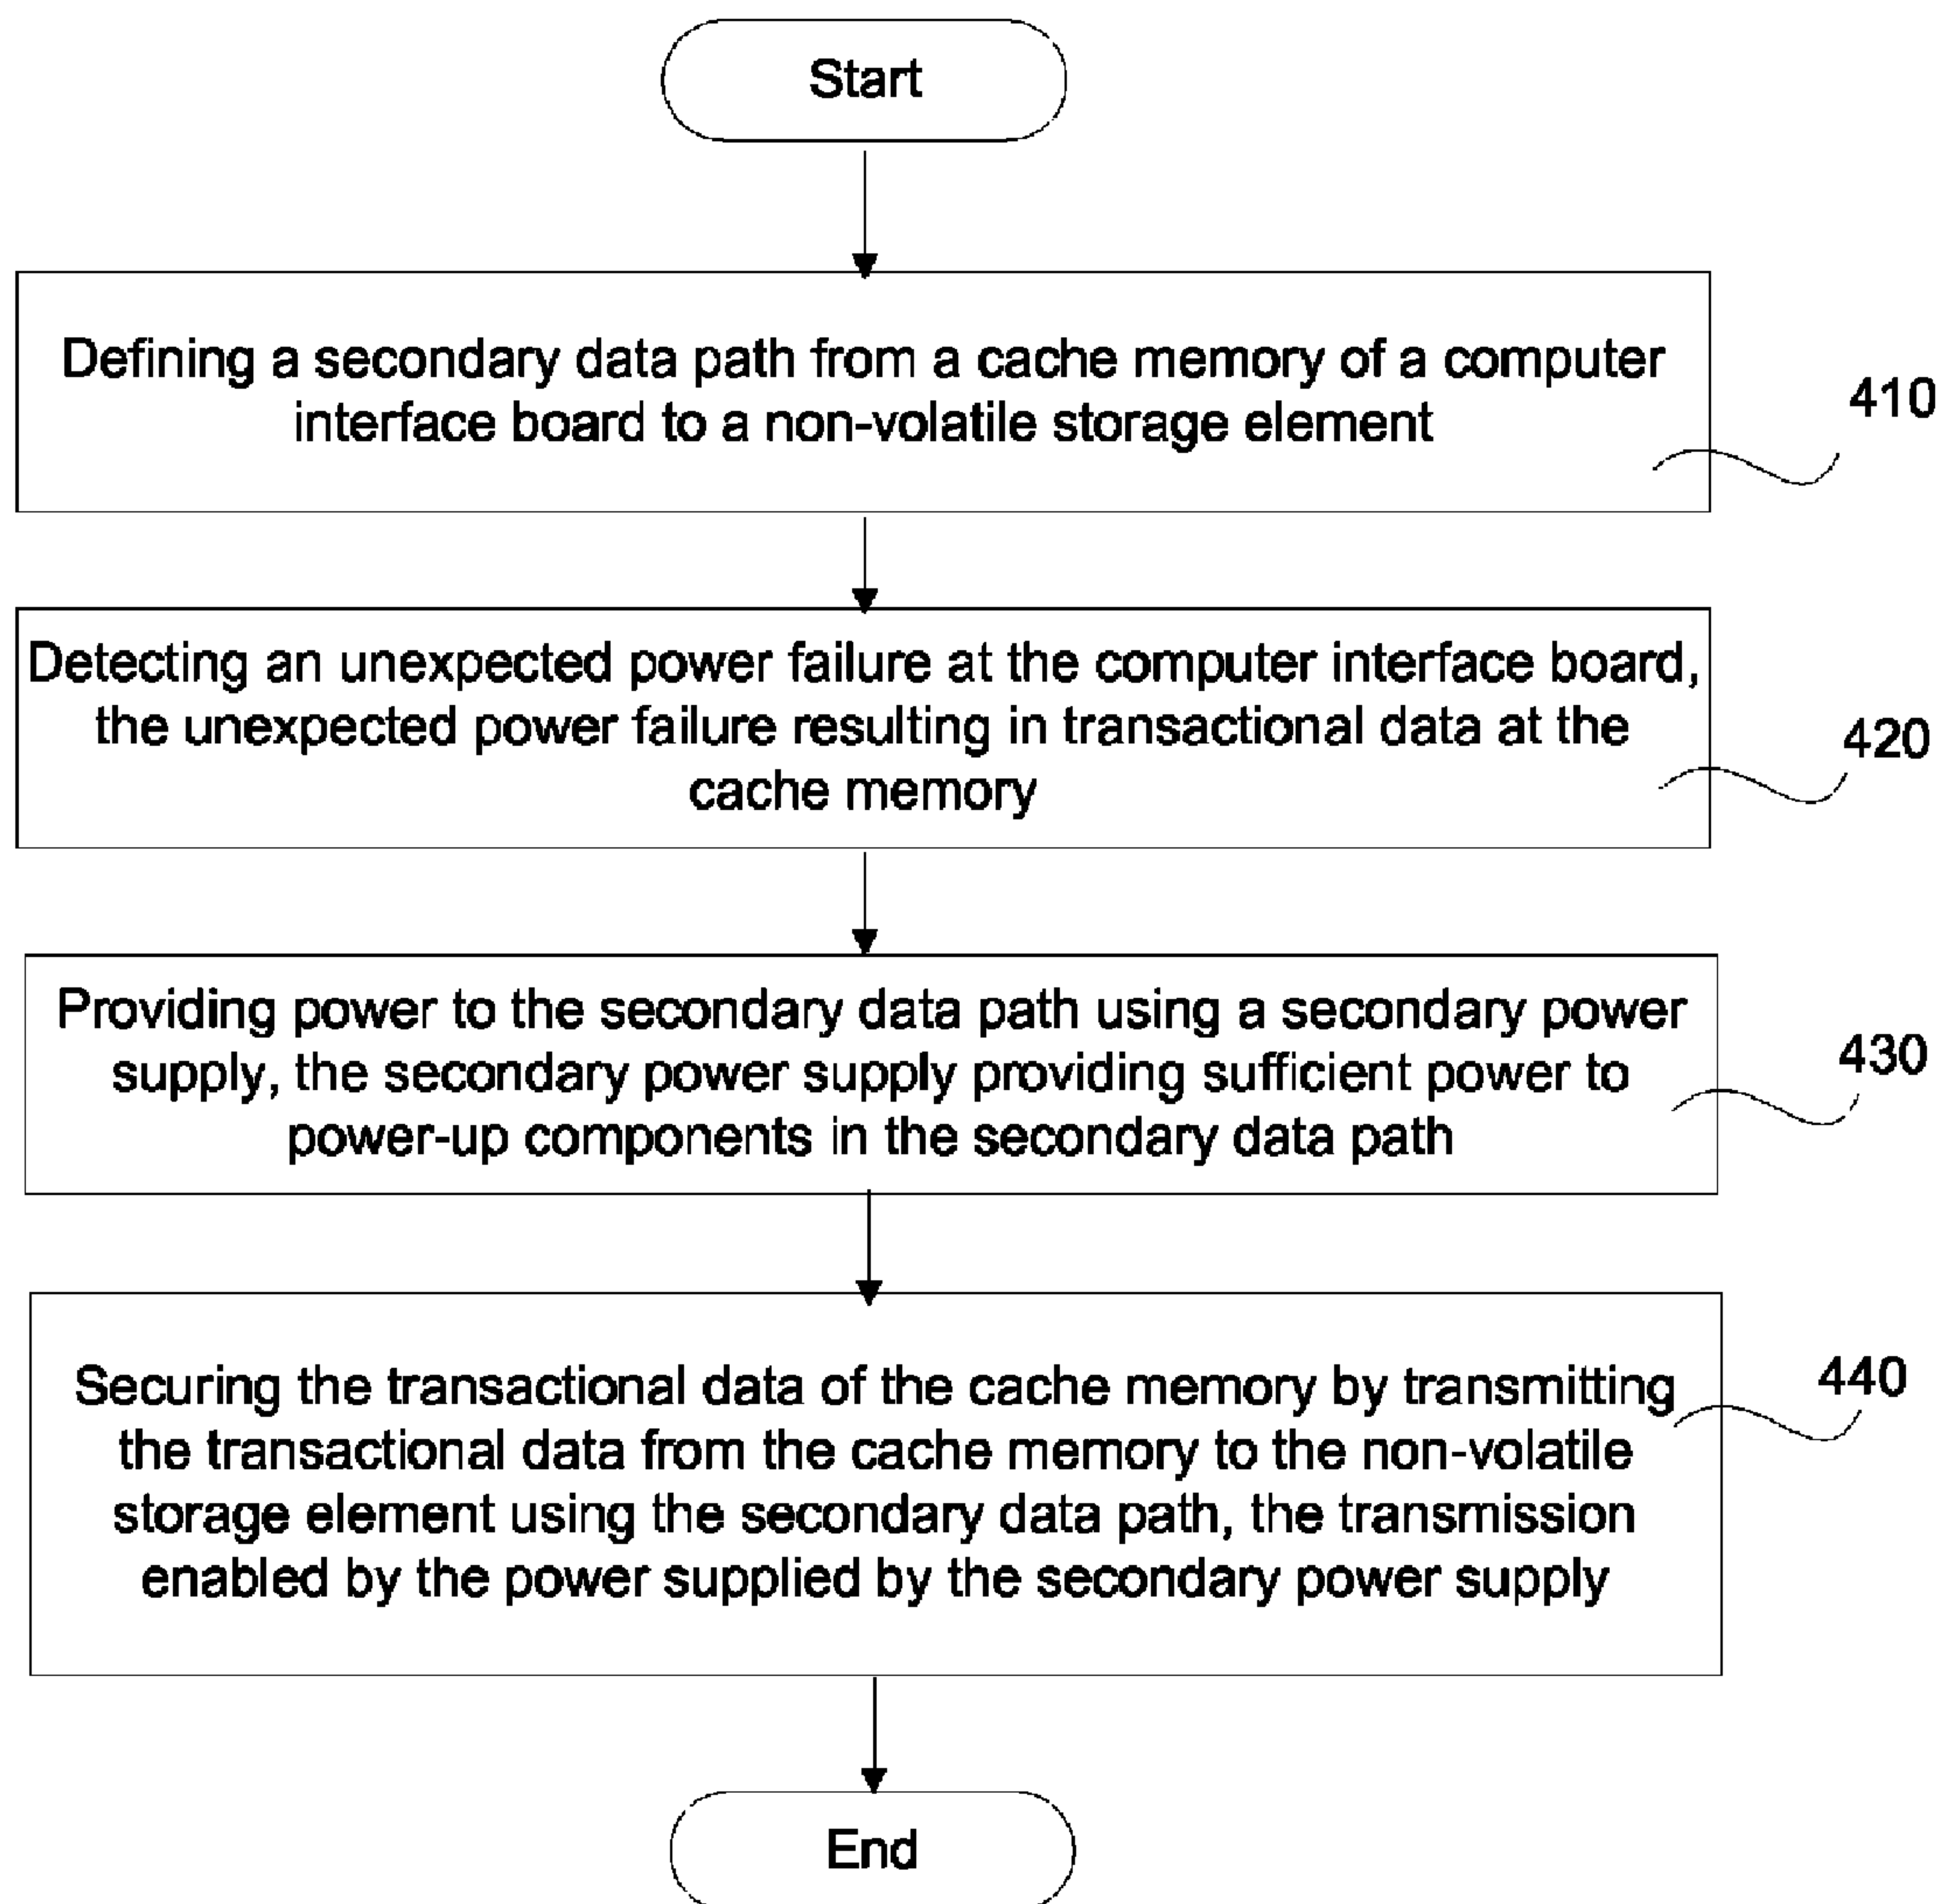 Start
Defining a secondary data path from a cache memory of a computer
interface board to a non-volatile storage element
410
Detecting an unexpected power failure at the computer interface board,
the unexpected power failure resulting in transactional data at the
cache memory
420
Providing power to the secondary data path using a secondary power
supply, the secondary power supply providing sufficient power to
power-up components in the secondary data path
430
Securing the transactional data of the cache memory by transmitting
the transactional data from the cache memory to the non-volatile
storage element using the secondary data path, the transmission
enabled by the power supplied by the secondary power supply
440
End